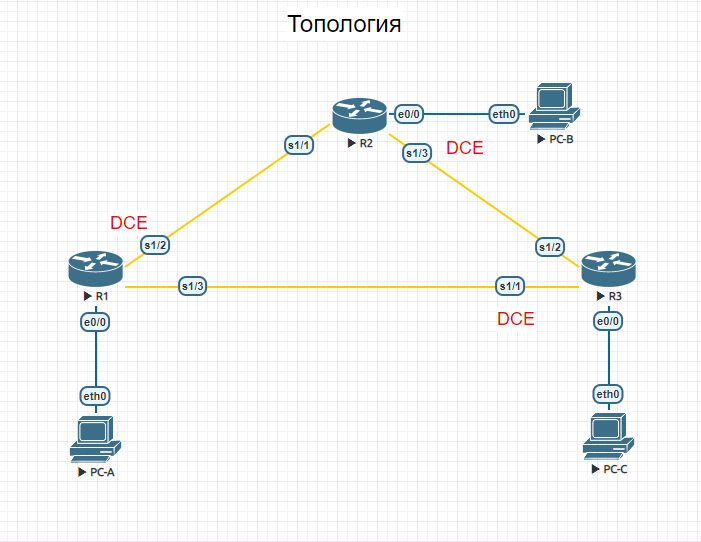 Топология
e0/0
eth0
PC-B
R2
s1/1
s1/3
DCE
DCE
s1/2
s1/2
R1
s1/3
s1/1
R3
e0/0
DCE
e0/0
eth0
eth0
PC-A
PC-C